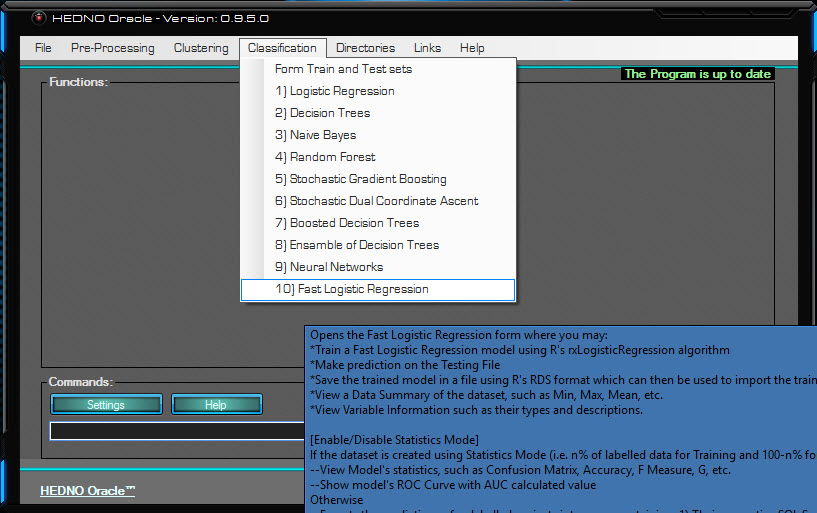 HEDNO Oracle - Version: 0.9.5.0
File Pre-Processing Clustering Classification Directories Links Help
The Program is up to date
Functions:
Form Train and Test sets
1) Logistic Regression
2) Decision Trees
3) Naive Bayes
4) Random Forest
5) Stochastic Gradient Boosting
6) Stochastic Dual Coordinate Ascent
7) Boosted Decision Trees
8) Ensamble of Decision Trees
9) Neural Networks
10) Fast Logistic Regression
Opens the Fast Logistic Regression form where you may:
*Train a Fast Logistic Regression model using R's rxLogisticRegression algorithm
*Make prediction on the Testing File
*Save the trained model in a file using R's RDS format which can then be used to import the train
*View a Data Summary of the dataset, such as Min, Max, Mean, etc.
*View Variable Information such as their types and descriptions.
[Enable/Disable Statistics Mode]
If the dataset is created using Statistics Mode (i.e. n% of labelled data for Training and 100-n% fo
--View Model's statistics, such as Confusion Matrix, Accuracy, F Measure, G, etc.
--Show model's ROC Curve with AUC calculated value
Otherwise
Commands:
Settings Help
HEDNO Oracle™